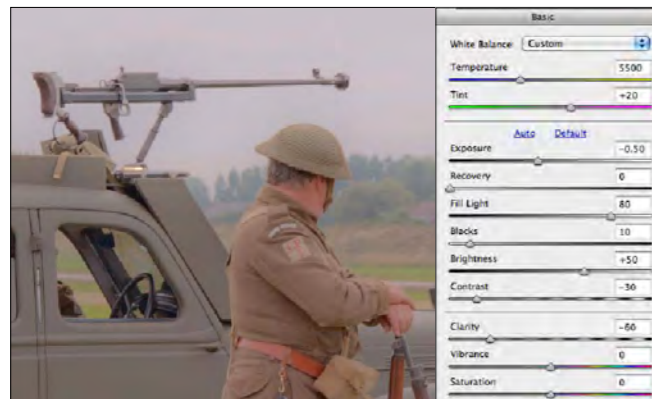 Basic
White Balance: Custom
Temperature 5500
Tint +20
Auto Default
Exposure -0.50
Recovery 0
Fill Light 80
Blacks 10
Brightness +50
Contrast -30
Clarity -60
Vibrance 0
Saturation 0